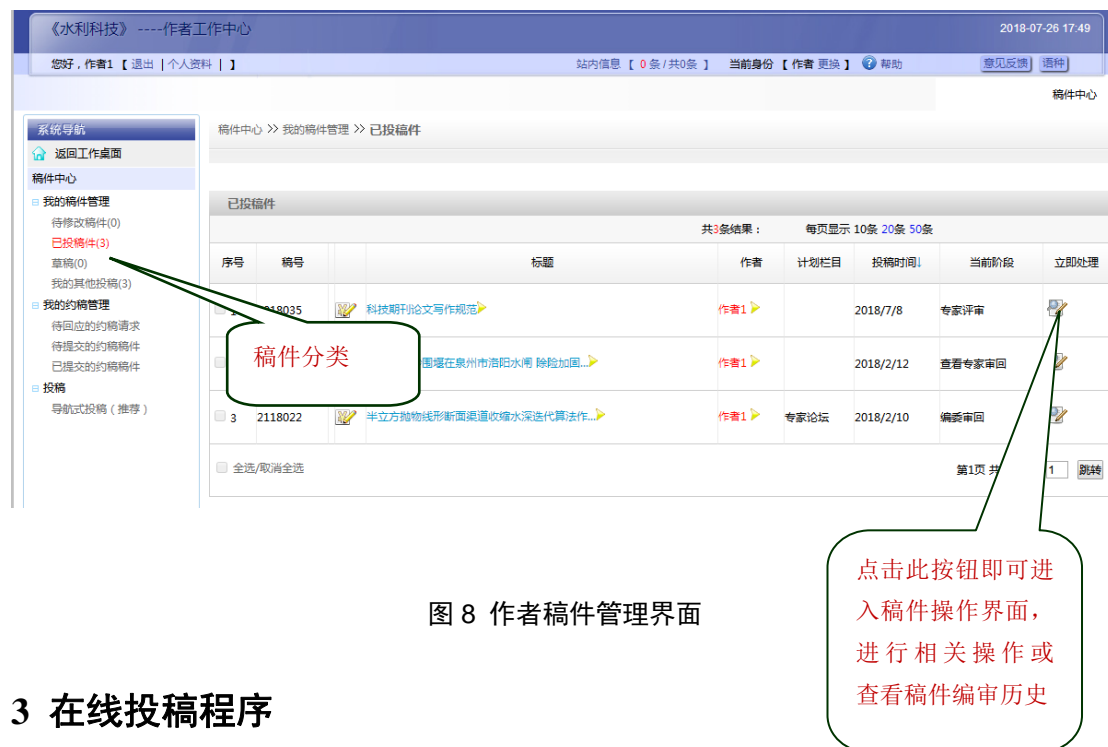 《水利科技》 ----作者工作中心 2018-07-26 17:49
您好，作者1 【 退出 | 个人资料 | 】 站内信息 【 0 条 / 共0条 】 当前身份 【 作者 更换 】 帮助 意见反馈 语种
稿件中心
系统导航 稿件中心 >> 我的稿件管理 >> 已投稿件
返回工作桌面
稿件中心
我的稿件管理 已投稿件
待修改稿件(0)
已投稿件(3) 共3条结果： 每页显示 10条 20条 50条
草稿(0) 序号 稿号 标题 作者 计划栏目 投稿时间↓ 当前阶段 立即处理
我的其他投稿(3)
我的约稿管理
18035 科技期刊论文写作规范 作者1 2018/7/8 专家评审
待回应的约稿请求
待提交的约稿稿件
稿件分类
围堰在泉州市洛阳水闸 除险加固... 作者1 2018/2/12 查看专家审回
已提交的约稿稿件
投稿
导航式投稿（推荐）
3 2118022 半立方抛物线形断面渠道收缩水深迭代算法作... 作者1 专家论坛 2018/2/10 编委审回
全选/取消全选 第1页 共 1 跳转
点击此按钮即可进
入稿件操作界面，
进行相关操作或
查看稿件编审历史
图 8 作者稿件管理界面
3 在线投稿程序